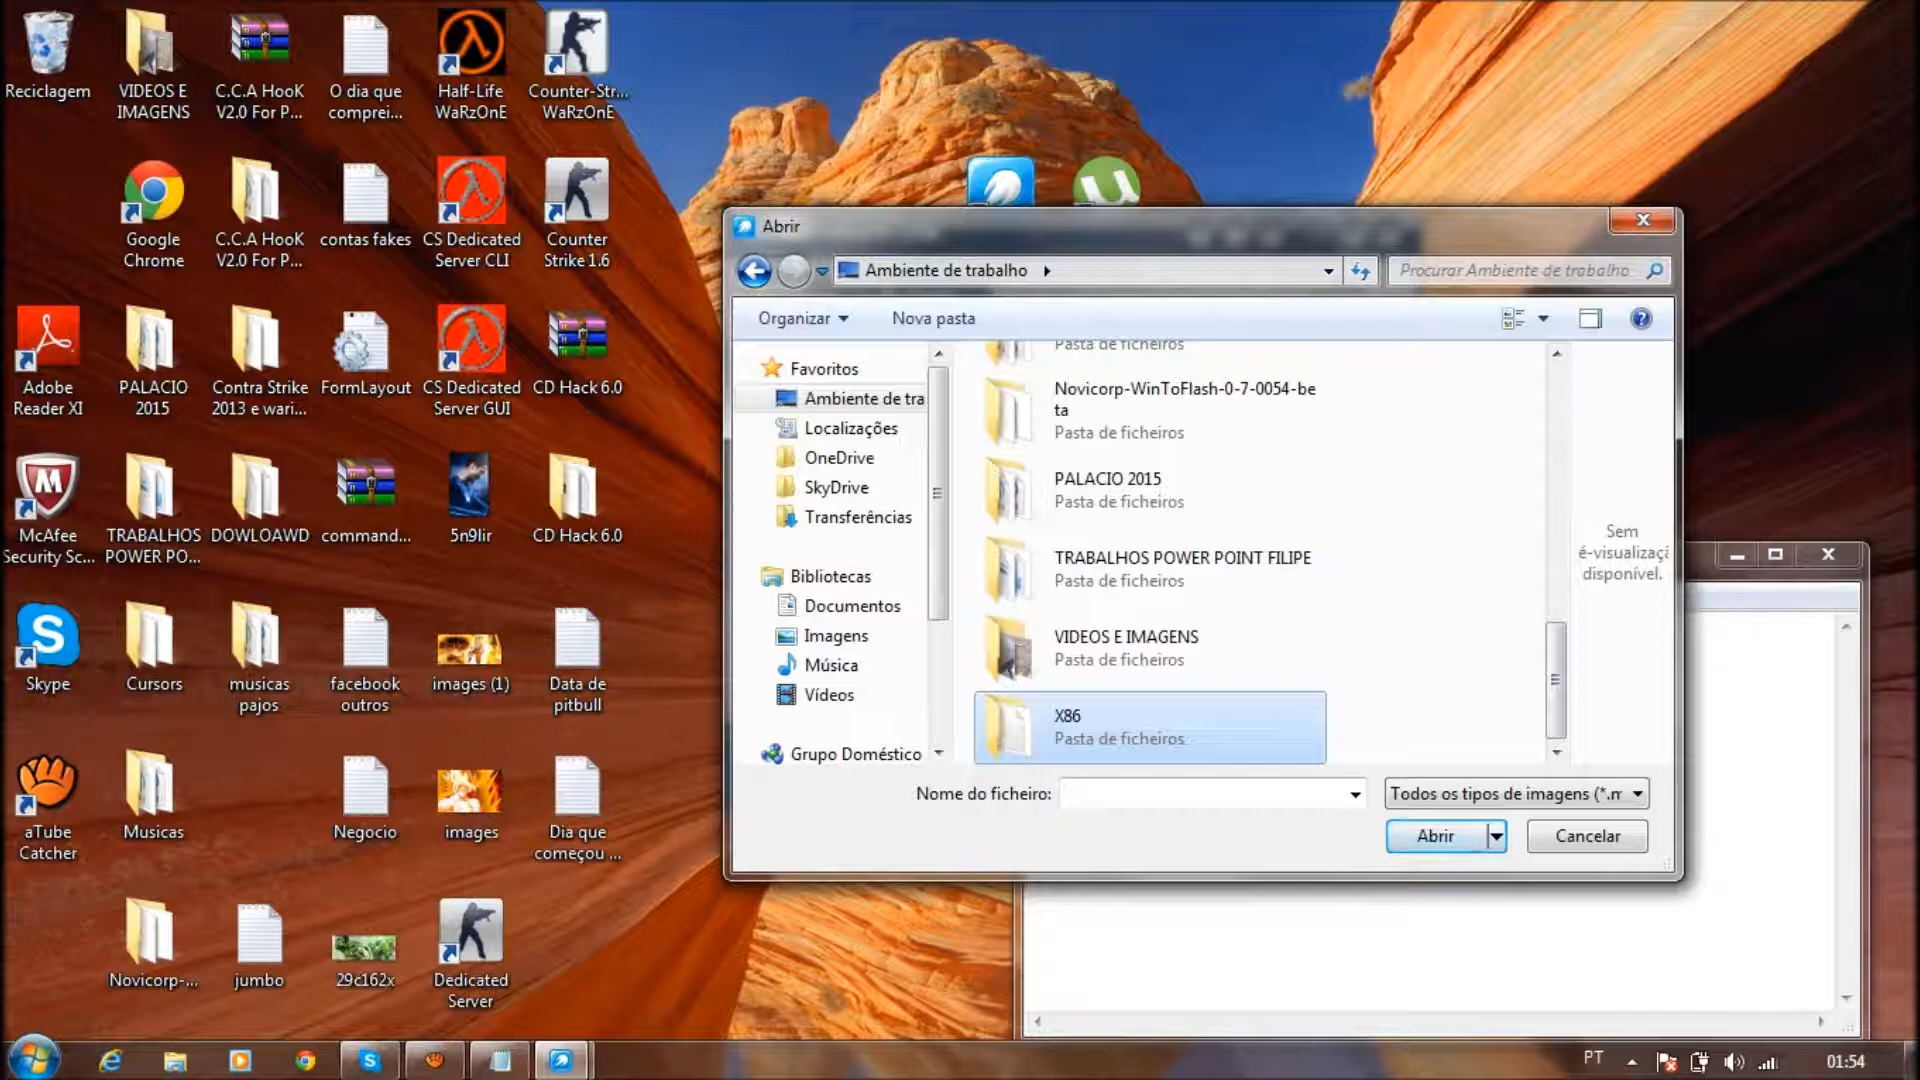 Reciclagem
VIDEOS E
IMAGENS
C.C.A HooK
V2.0 For P...
O dia que
comprei...
Half-Life
WaRzOnE
Counter-Str...
WaRzOnE
Google
Chrome
C.C.A HooK
V2.0 For P...
contas fakes
CS Dedicated
Server CLI
Counter
Strike 1.6
Adobe
Reader XI
PALACIO
2015
Contra Strike
2013 e wari...
FormLayout
CS Dedicated
Server GUI
CD Hack 6.0
McAfee
Security Sc...
TRABALHOS
POWER PO...
DOWLOAWD
command...
5n9lir
CD Hack 6.0
Skype
Cursors
musicas
pajos
facebook
outros
images (1)
Data de
pitbull
aTube
Catcher
Musicas
Negocio
images
Dia que
começou ...
Novicorp-...
jumbo
29c162x
Dedicated
Server
Abrir
Ambiente de trabalho
Procurar Ambiente de trabalho
Organizar
Nova pasta
Favoritos
Ambiente de tra
Localizações
OneDrive
SkyDrive
Transferências
Bibliotecas
Documentos
Imagens
Música
Vídeos
Grupo Doméstico
Pasta de ficheiros
Novicorp-WinToFlash-0-7-0054-be
ta
Pasta de ficheiros
PALACIO 2015
Pasta de ficheiros
TRABALHOS POWER POINT FILIPE
Pasta de ficheiros
VIDEOS E IMAGENS
Pasta de ficheiros
X86
Pasta de ficheiros
Sem
é-visualizaçã
disponível.
Nome do ficheiro:
Todos os tipos de imagens (*.m
Abrir
Cancelar
PT
01:54